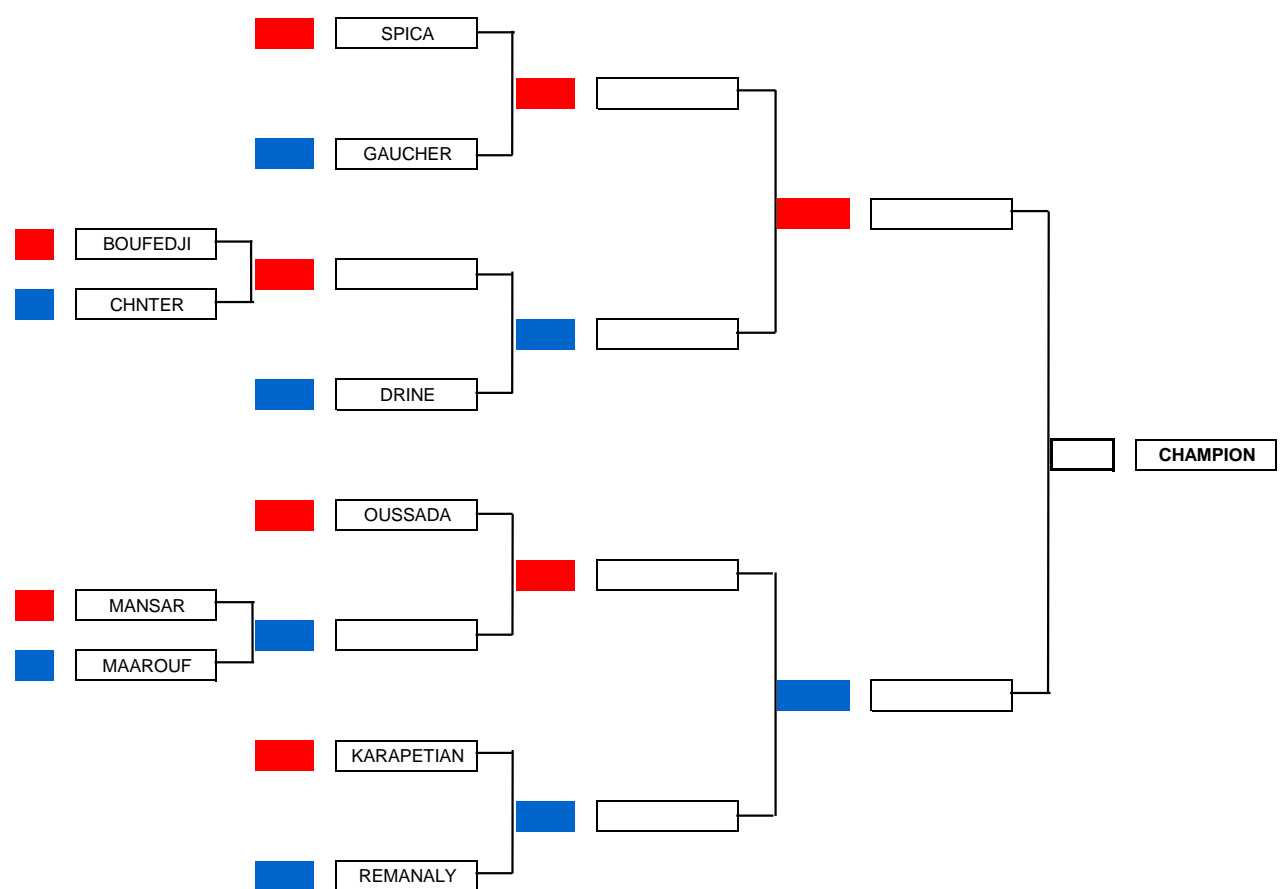 SPICA
GAUCHER
BOUFEDJI
CHNTER
DRINE
CHAMPION
OUSSADA
MANSAR
MAAROUF
KARAPETIAN
REMANALY